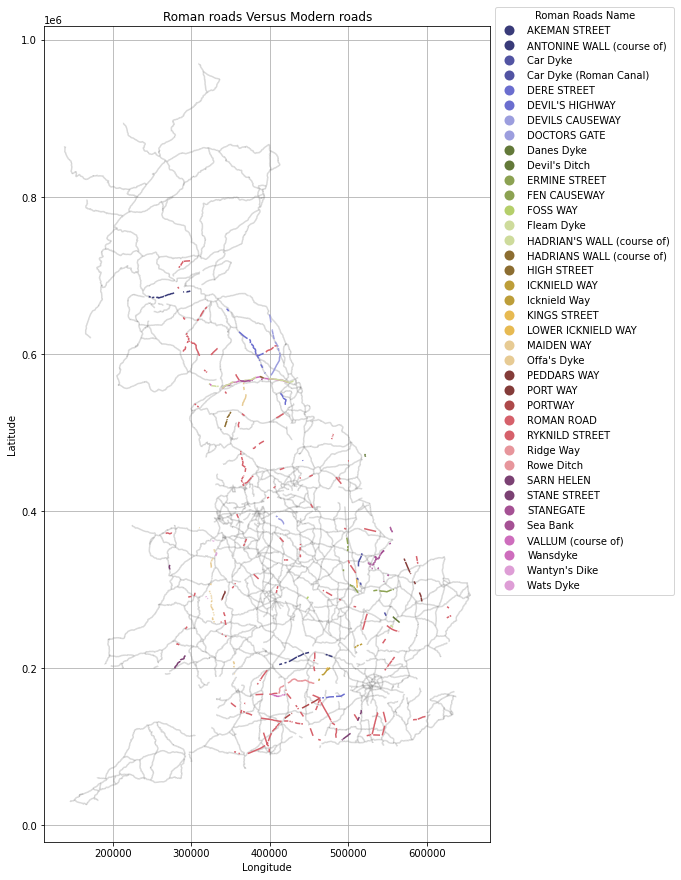 Roman roads Versus Modern roads
1e6
1.0
0.8
0.6
0.4
0.2
0.0
Latitude
200000 300000 400000 500000 600000
Longitude
Roman Roads Name
AKEMAN STREET
ANTONINE WALL (course of)
Car Dyke
Car Dyke (Roman Canal)
DERE STREET
DEVIL'S HIGHWAY
DEVILS CAUSEWAY
DOCTORS GATE
Danes Dyke
Devil's Ditch
ERMINE STREET
FEN CAUSEWAY
FOSS WAY
Fleam Dyke
HADRIAN'S WALL (course of)
HADRIANS WALL (course of)
HIGH STREET
ICKNIELD WAY
Icknield Way
KINGS STREET
LOWER ICKNIELD WAY
MAIDEN WAY
Offa's Dyke
PEDDARS WAY
PORT WAY
PORTWAY
ROMAN ROAD
RYKNILD STREET
Ridge Way
Rowe Ditch
SARN HELEN
STANE STREET
STANEGATE
Sea Bank
VALLUM (course of)
Wansdyke
Wantyn's Dike
Wats Dyke